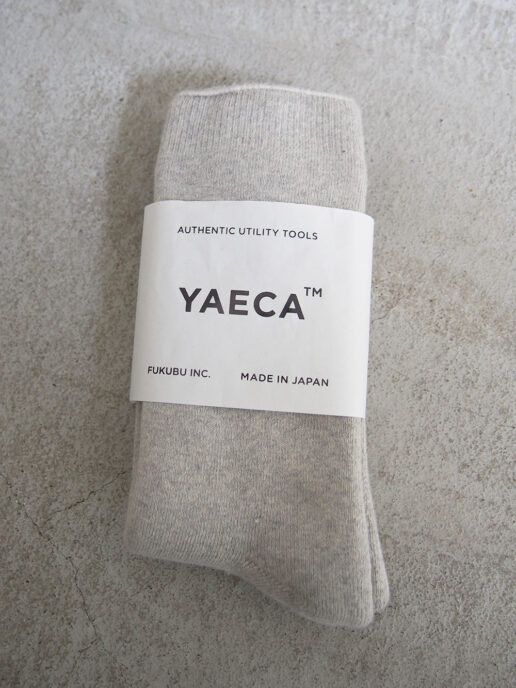 AUTHENTIC UTILITY TOOLS
YAECA™
FUKUBU INC. MADE IN JAPAN